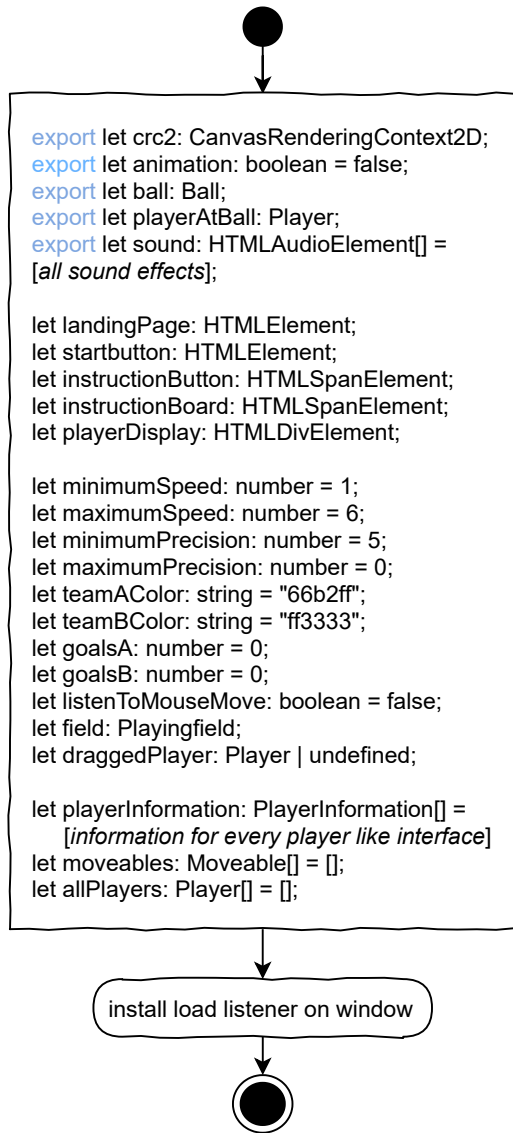 export let crc2: CanvasRenderingContext2D;
export let animation: boolean = false;
export let ball: Ball;
export let playerAtBall: Player;
export let sound: HTMLAudioElement[] =
[all sound effects];
let landingPage: HTMLElement;
let startbutton: HTMLElement;
let instructionButton: HTMLSpanElement;
let instructionBoard: HTMLSpanElement;
let playerDisplay: HTMLDivElement;
let minimumSpeed: number = 1;
let maximumSpeed: number = 6;
let minimumPrecision: number = 5;
let maximumPrecision: number = 0;
let teamAColor: string = "66b2ff";
let teamBColor: string = "ff3333";
let goalsA: number = 0;
let goalsB: number = 0;
let listenToMouseMove: boolean = false;
let field: Playingfield;
let draggedPlayer: Player | undefined;
let playerInformation: PlayerInformation[] =
[information for every player like interface]
let moveables: Moveable[] = [];
let allPlayers: Player[] = [];
install load listener on window